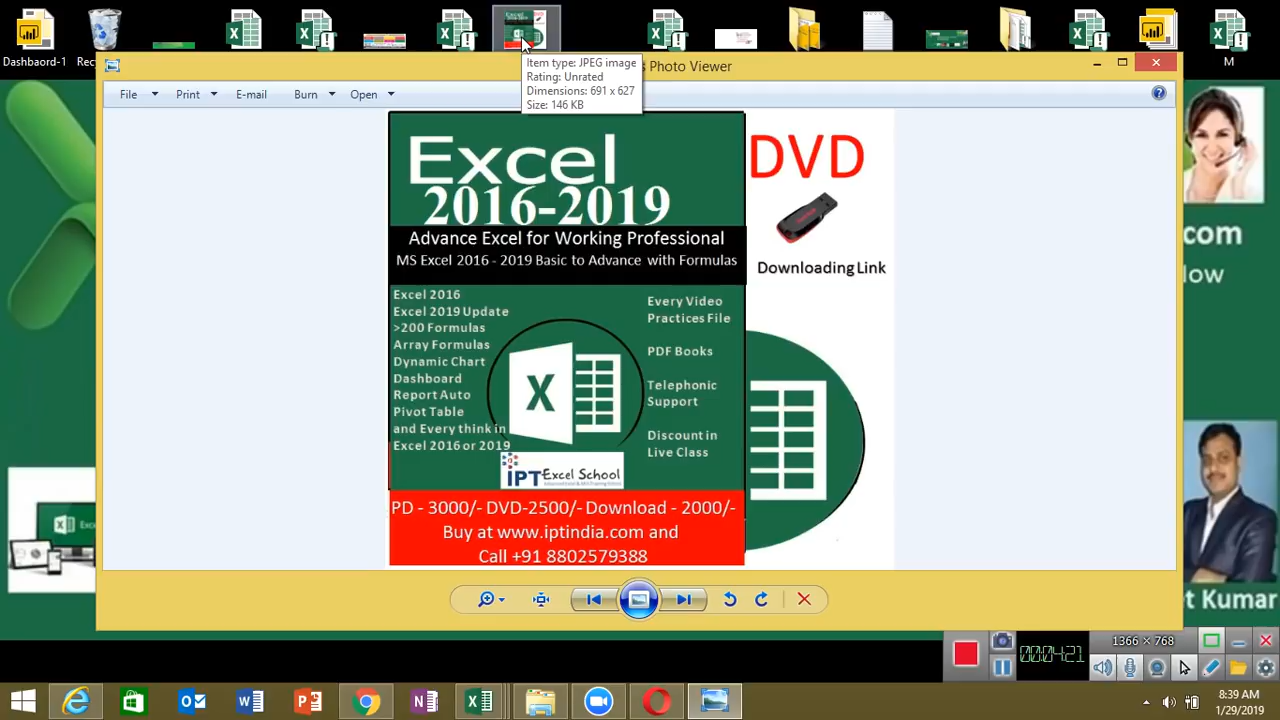 Dashboard-1
Rec
M
Item type: JPEG image
Rating: Unrated
Dimensions: 691 x 627
Size: 146 KB
s Photo Viewer
File
Print
E-mail
Burn
Open
Excel
2016-2019
Advance Excel for Working Professional
MS Excel 2016 - 2019 Basic to Advance with Formulas
Excel 2016
Excel 2019 Update
>200 Formulas
Array Formulas
Dynamic Chart
Dashboard
Report Auto
Pivot Table
and Every think in
Excel 2016 or 2019
Every Video
Practices File
PDF Books
Telephonic
Support
Discount in
Live Class
X
IPT Excel School
PD - 3000/- DVD-2500/- Download - 2000/-
Buy at www.iptindia.com and
Call +91 8802579388
DVD
Downloading Link
com
low
Exce
t Kumar
1366 × 768
00:04:21
8:39 AM
1/29/2019